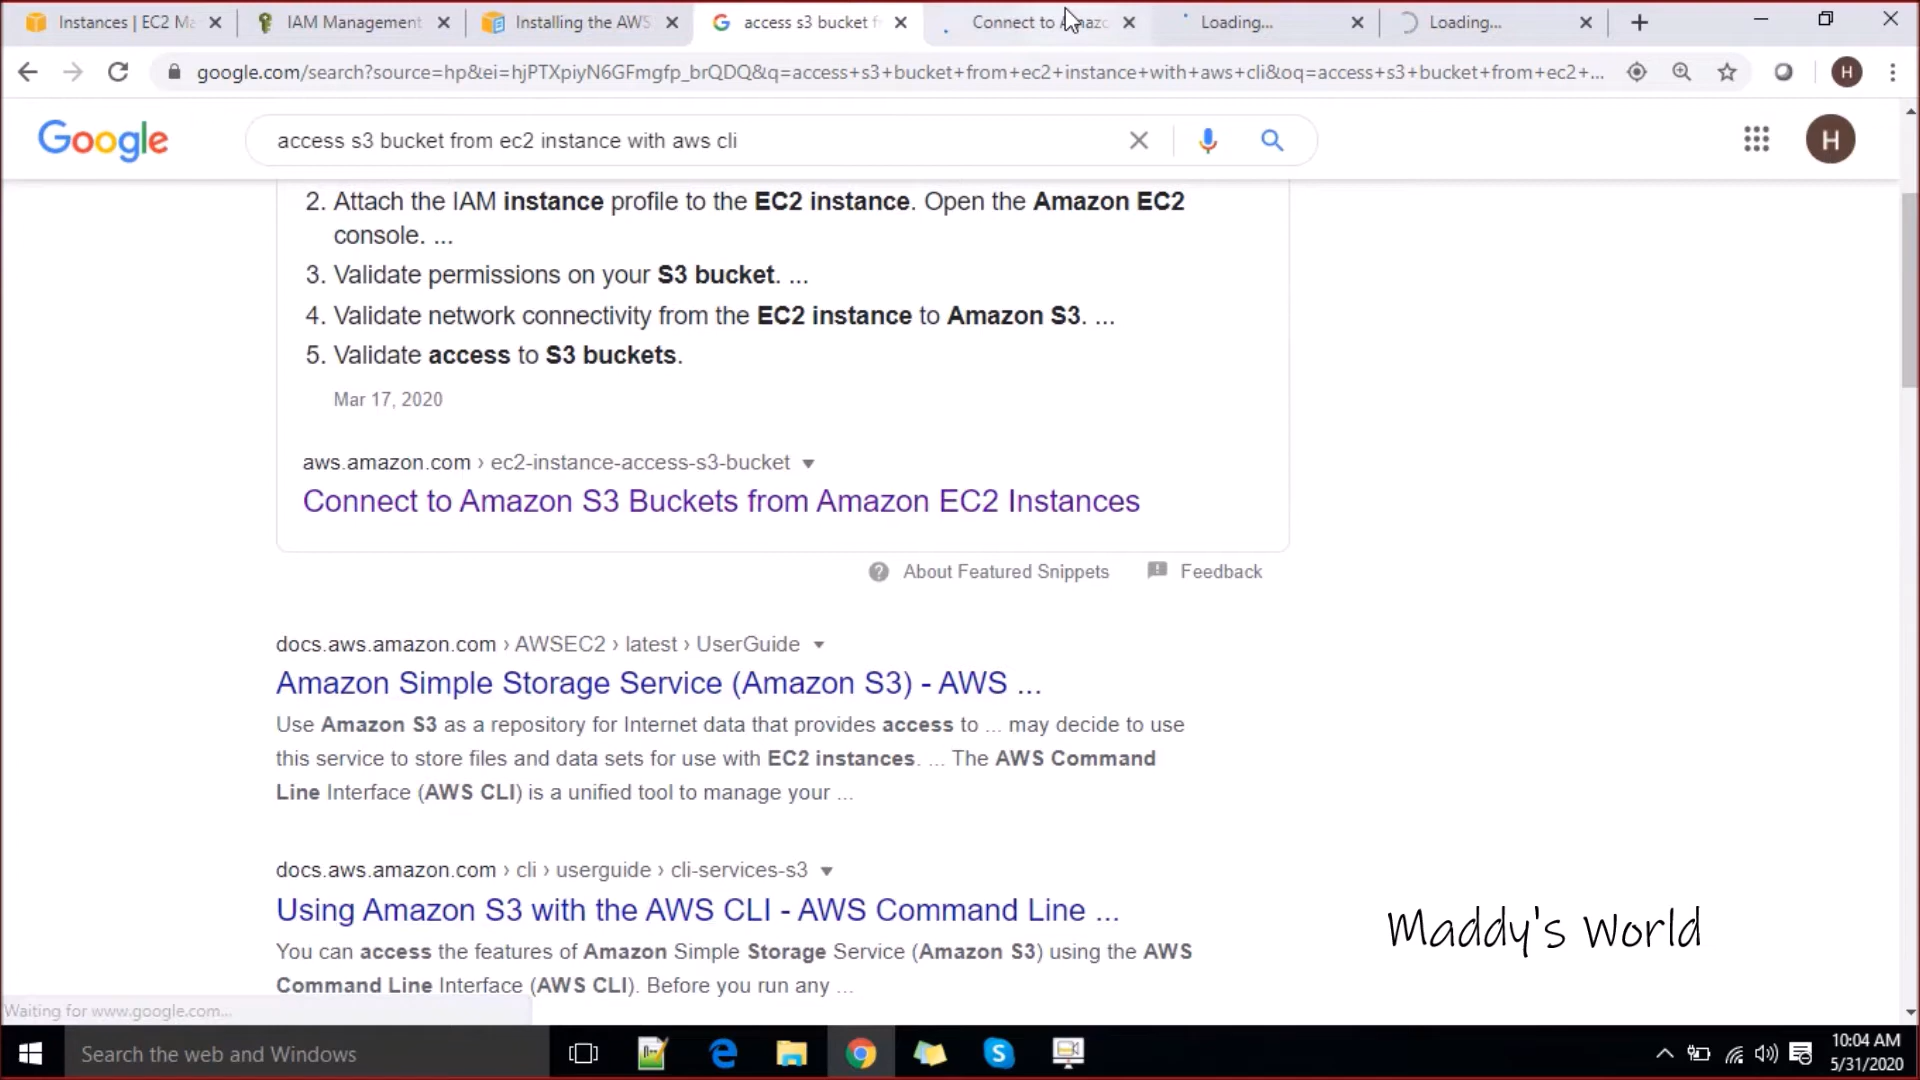 Instances | EC2 Ma
IAM Management
Installing the AWS
access s3 bucket f
Connect to Amazo
Loading...
Loading...
google.com/search?source=hp&ei=hjPTXpiyN6GFmgfp_brQDQ&q=access+s3+bucket+from+ec2+instance+with+aws+cli&oq=access+s3+bucket+from+ec2+...
H
Google
access s3 bucket from ec2 instance with aws cli
H
2. Attach the IAM instance profile to the EC2 instance. Open the Amazon EC2
console. ...
3. Validate permissions on your S3 bucket. ...
4. Validate network connectivity from the EC2 instance to Amazon S3. ...
5. Validate access to S3 buckets.
Mar 17, 2020
aws.amazon.com › ec2-instance-access-s3-bucket
Connect to Amazon S3 Buckets from Amazon EC2 Instances
About Featured Snippets
Feedback
docs.aws.amazon.com › AWSEC2 › latest › UserGuide
Amazon Simple Storage Service (Amazon S3) - AWS ...
Use Amazon S3 as a repository for Internet data that provides access to ... may decide to use
this service to store files and data sets for use with EC2 instances. ... The AWS Command
Line Interface (AWS CLI) is a unified tool to manage your ...
docs.aws.amazon.com › cli › userguide › cli-services-s3
Using Amazon S3 with the AWS CLI - AWS Command Line ...
You can access the features of Amazon Simple Storage Service (Amazon S3) using the AWS
Command Line Interface (AWS CLI). Before you run any ...
Maddy's World
Waiting for www.google.com...
Search the web and Windows
10:04 AM
5/31/2020